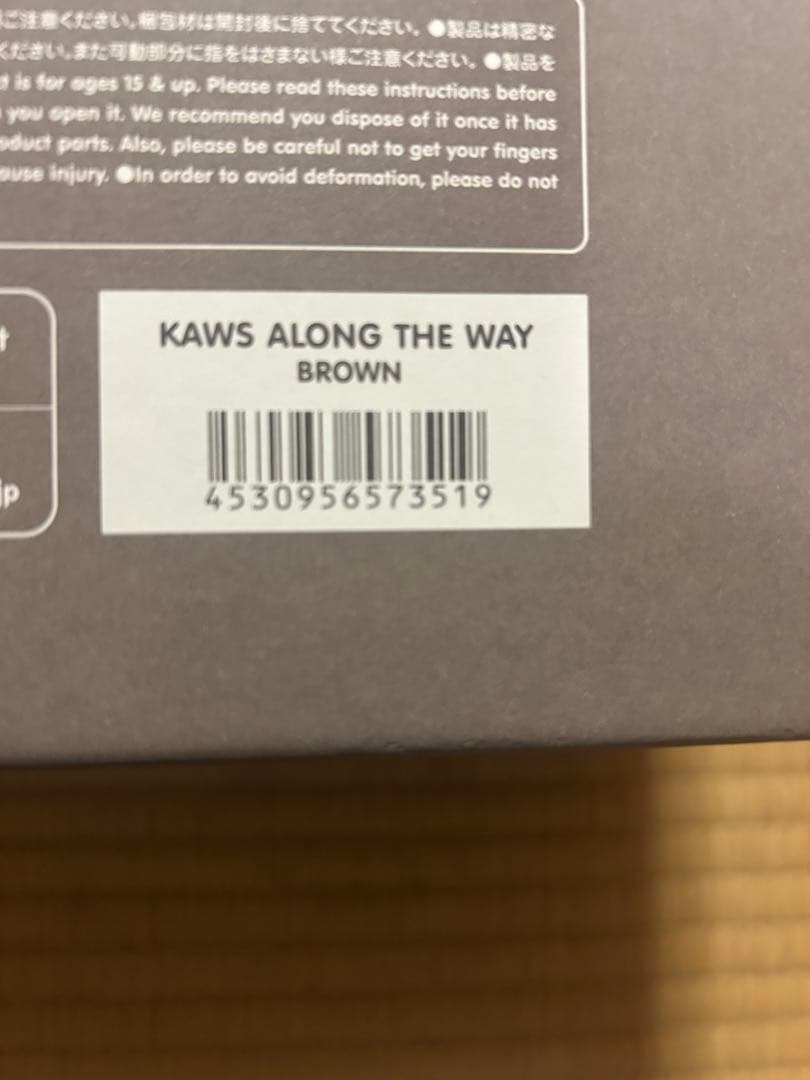 ご注意ください。梱包材は開封後に捨ててください。●製品は精密な
ください。また可動部分に指をはさまない様ご注意ください。●製品を
t is for ages 15 & up. Please read these instructions before
you open it. We recommend you dispose of it once it has
oduct parts. Also, please be careful not to get your fingers
ause injury. ●In order to avoid deformation, please do not
t
jp
KAWS ALONG THE WAY
BROWN
4530956573519